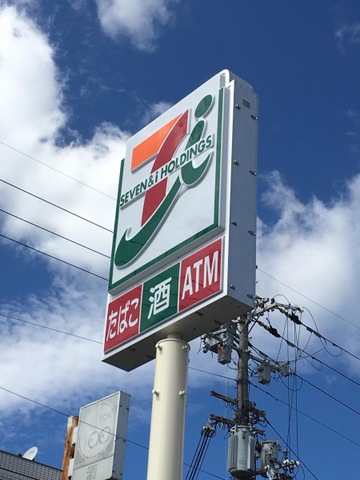 SEVEN&i HOLDINGS
たばこ 酒 ATM